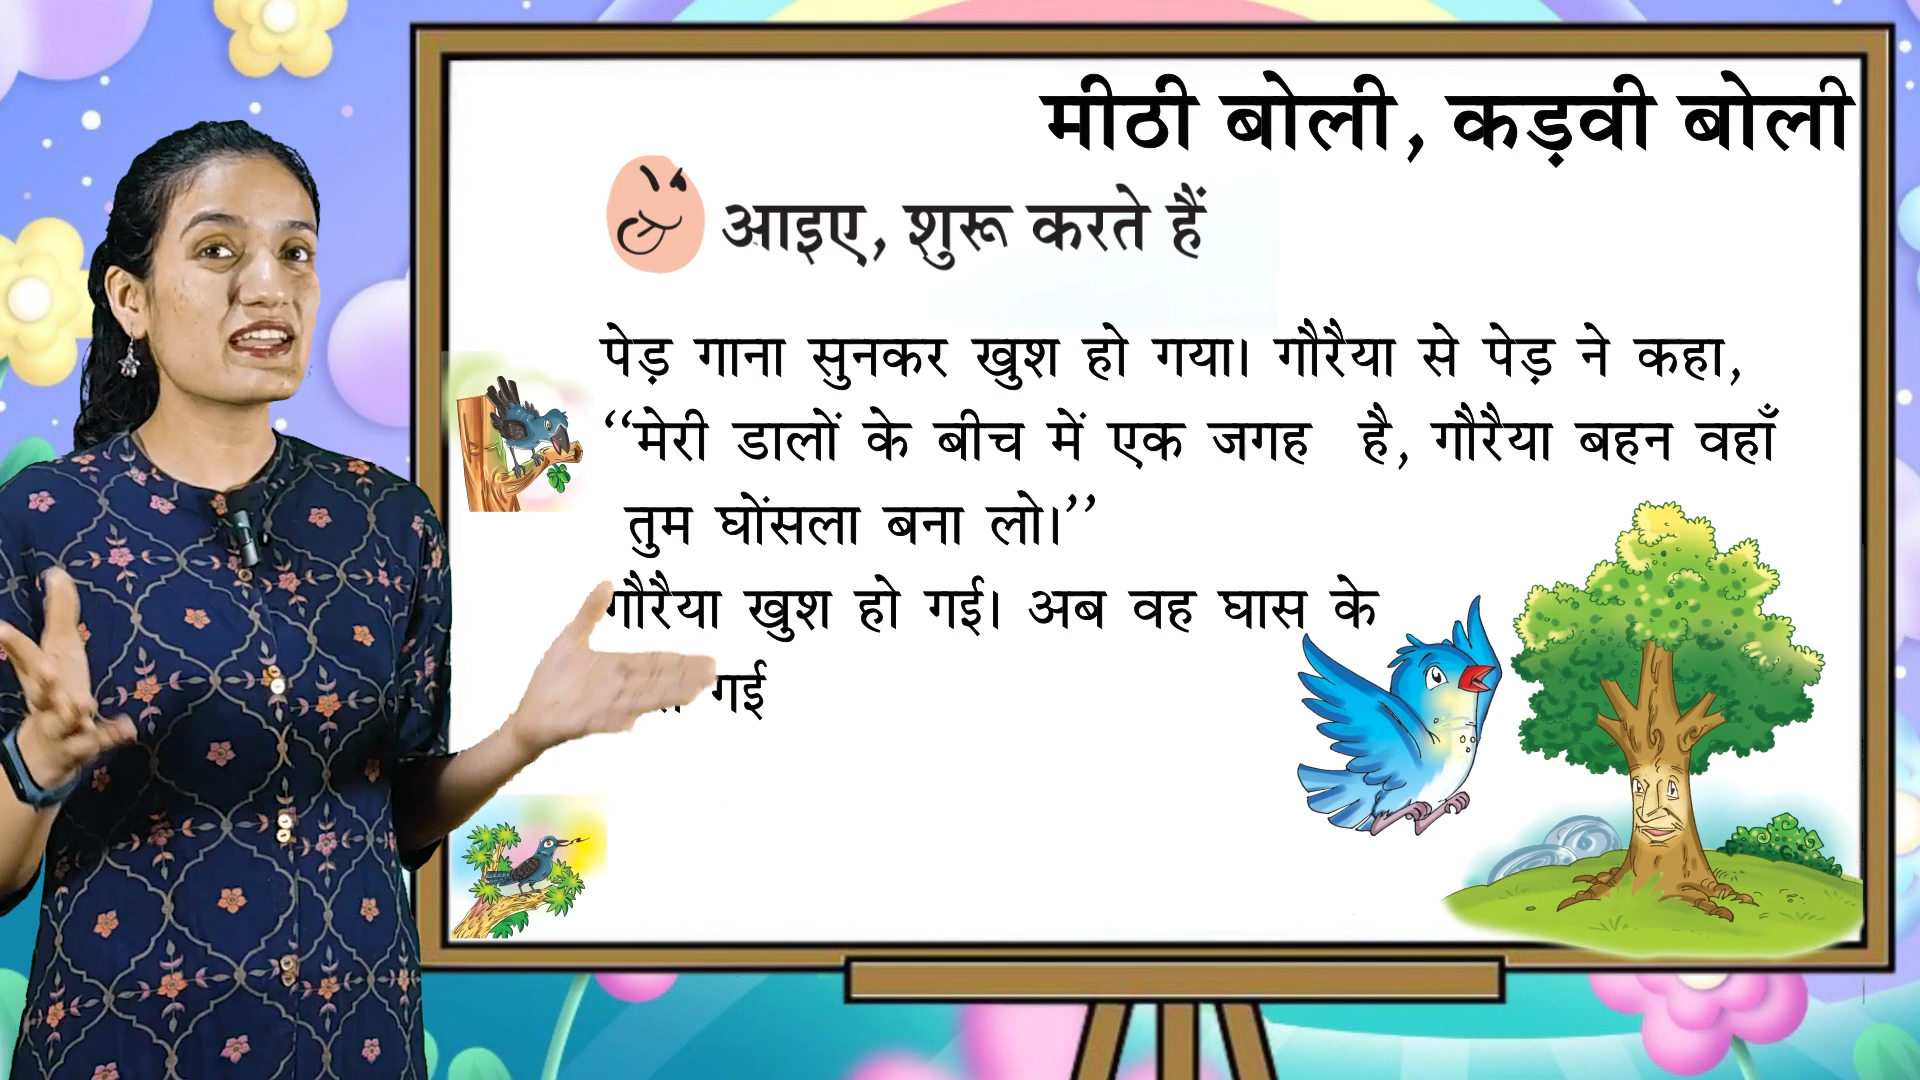 मीठी बोली, कड़वी बोली
आइए, शुरू करते हैं
पेड़ गाना सुनकर खुश हो गया। गौरैया से पेड़ ने कहा,
“मेरी डालों के बीच में एक जगह है, गौरैया बहन वहाँ
तुम घोंसला बना लो।”
गौरैया खुश हो गई। अब वह घास के
गई